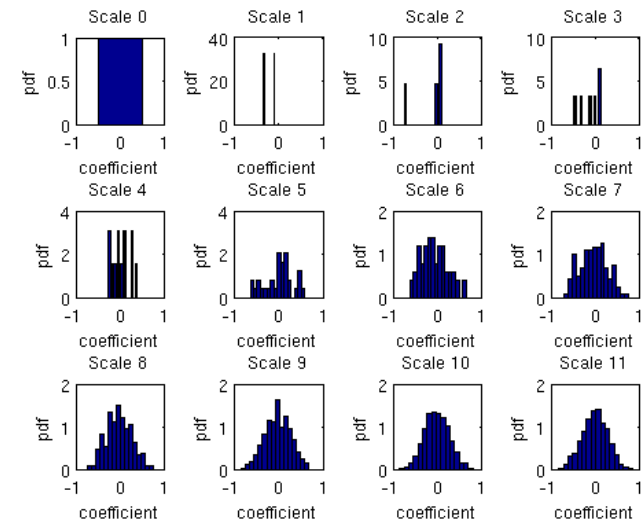 Scale 0 Scale 1 Scale 2 Scale 3
1 40 10 10
pdf 0.5 pdf 20 pdf 5 pdf 5
0 0 0 0
-1 0 1 -1 0 1 -1 0 1 -1 0 1
coefficient coefficient coefficient coefficient
Scale 4 Scale 5 Scale 6 Scale 7
4 4 2 2
pdf 2 pdf 2 pdf 1 pdf 1
0 0 0 0
-1 0 1 -1 0 1 -1 0 1 -1 0 1
coefficient coefficient coefficient coefficient
Scale 8 Scale 9 Scale 10 Scale 11
2 2 2 2
pdf 1 pdf 1 pdf 1 pdf 1
0 0 0 0
-1 0 1 -1 0 1 -1 0 1 -1 0 1
coefficient coefficient coefficient coefficient